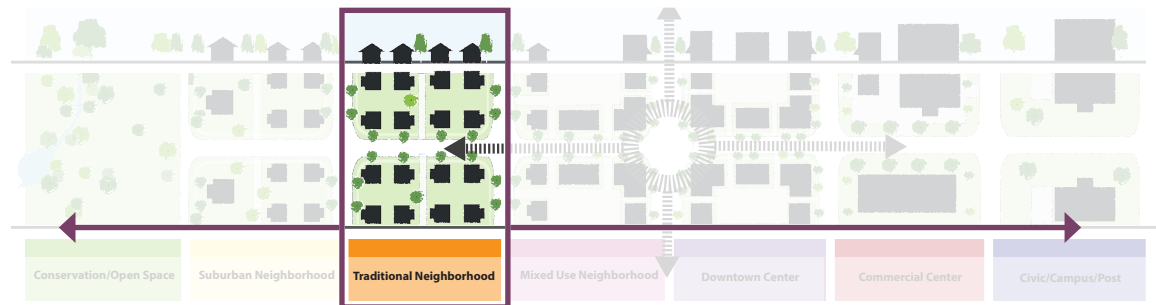 Conservation/Open Space
Suburban Neighborhood
Traditional Neighborhood
Mixed Use Neighborhood
Downtown Center
Commercial Center
Civic/Campus/Post